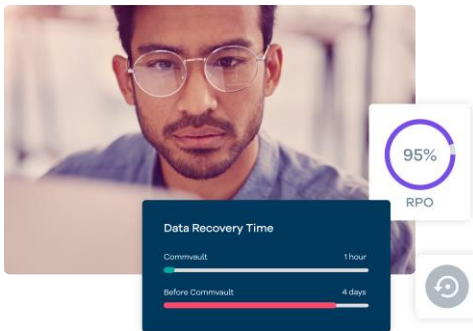 95%
RPO
Data Recovery Time
Commvault 1 hour
Before Commvault 4 days